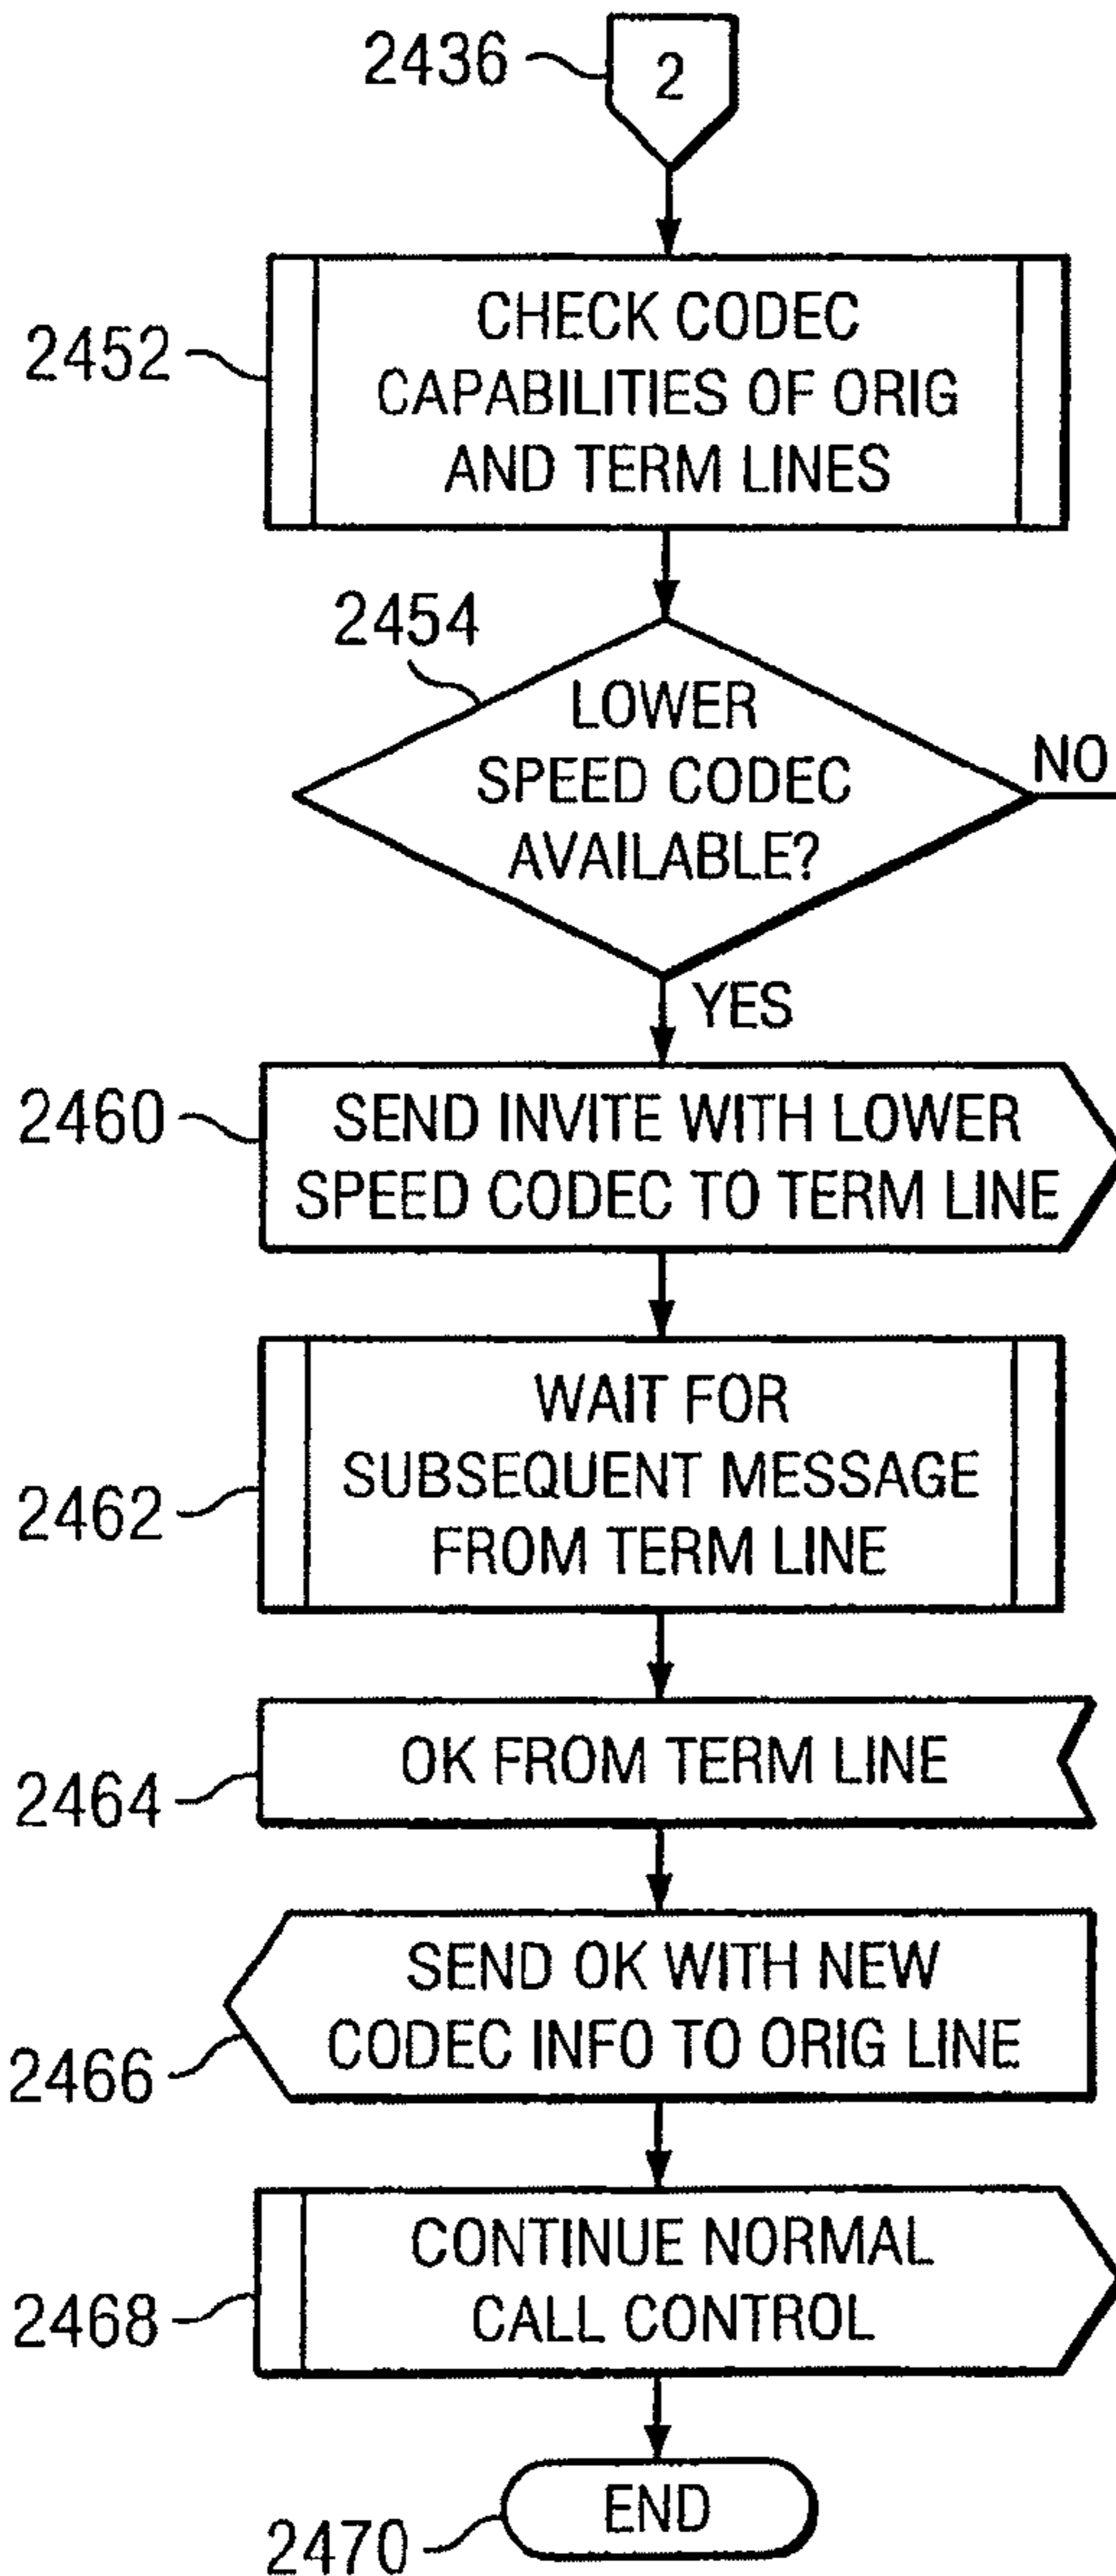 2436
2
2452
CHECK CODEC
CAPABILITIES OF ORIG
AND TERM LINES
2454
LOWER
SPEED CODEC
AVAILABLE?
NO
YES
2460
SEND INVITE WITH LOWER
SPEED CODEC TO TERM LINE
2462
WAIT FOR
SUBSEQUENT MESSAGE
FROM TERM LINE
2464
OK FROM TERM LINE
2466
SEND OK WITH NEW
CODEC INFO TO ORIG LINE
2468
CONTINUE NORMAL
CALL CONTROL
2470
END